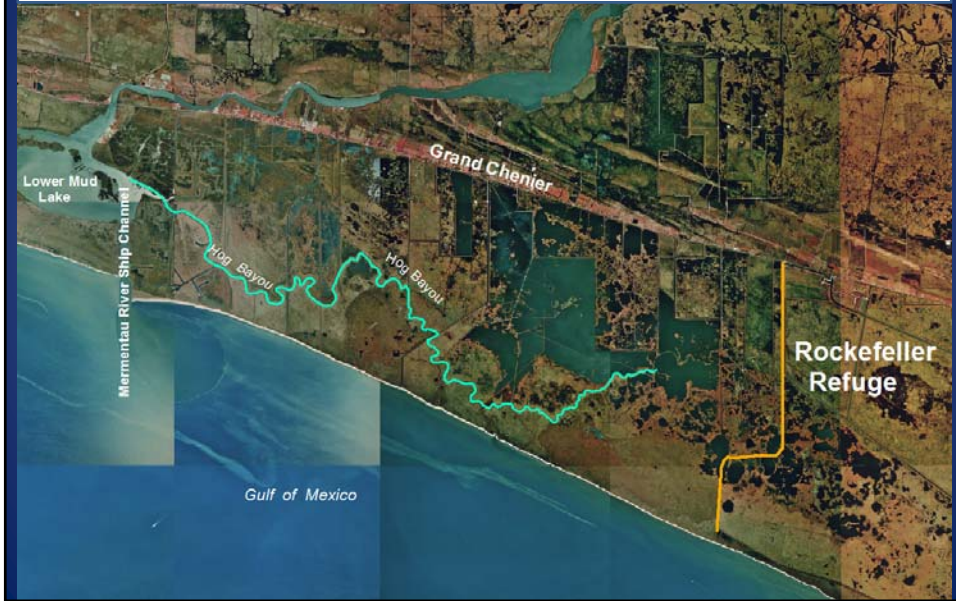 Grand Chenier
Lower Mud
Lake
Mermentau River Ship Channel
Hog Bayou
Hog Bayou
Rockefeller
Refuge
Gulf of Mexico